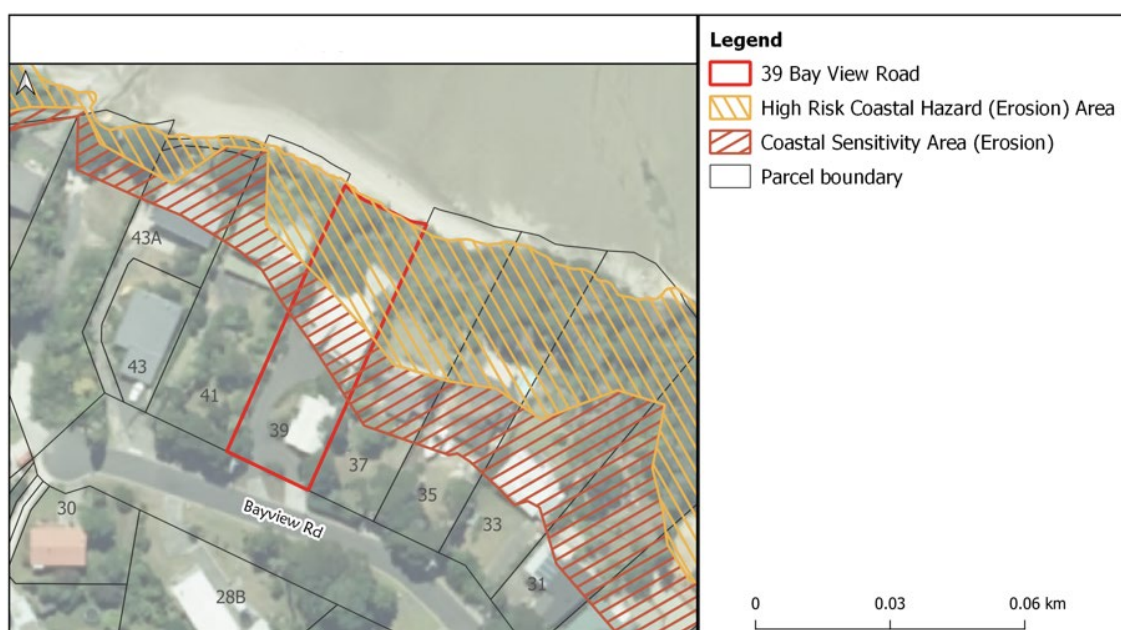 Legend
39 Bay View Road
High Risk Coastal Hazard (Erosion) Area
Coastal Sensitivity Area (Erosion)
Parcel boundary
43A
43
41
39
37
35
33
31
30
28B
Bayview Rd
0 0.03 0.06 km